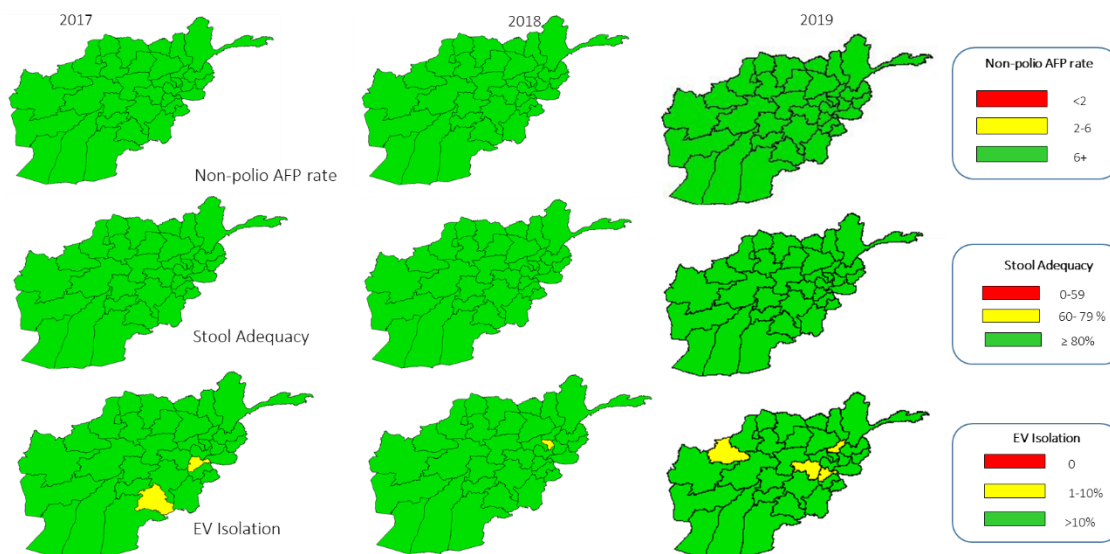 2017
2018
2019
Non-polio AFP rate
Non-polio AFP rate
<2
2-6
6+
Stool Adequacy
Stool Adequacy
0-59
60- 79 %
≥ 80%
EV Isolation
EV Isolation
0
1-10%
>10%